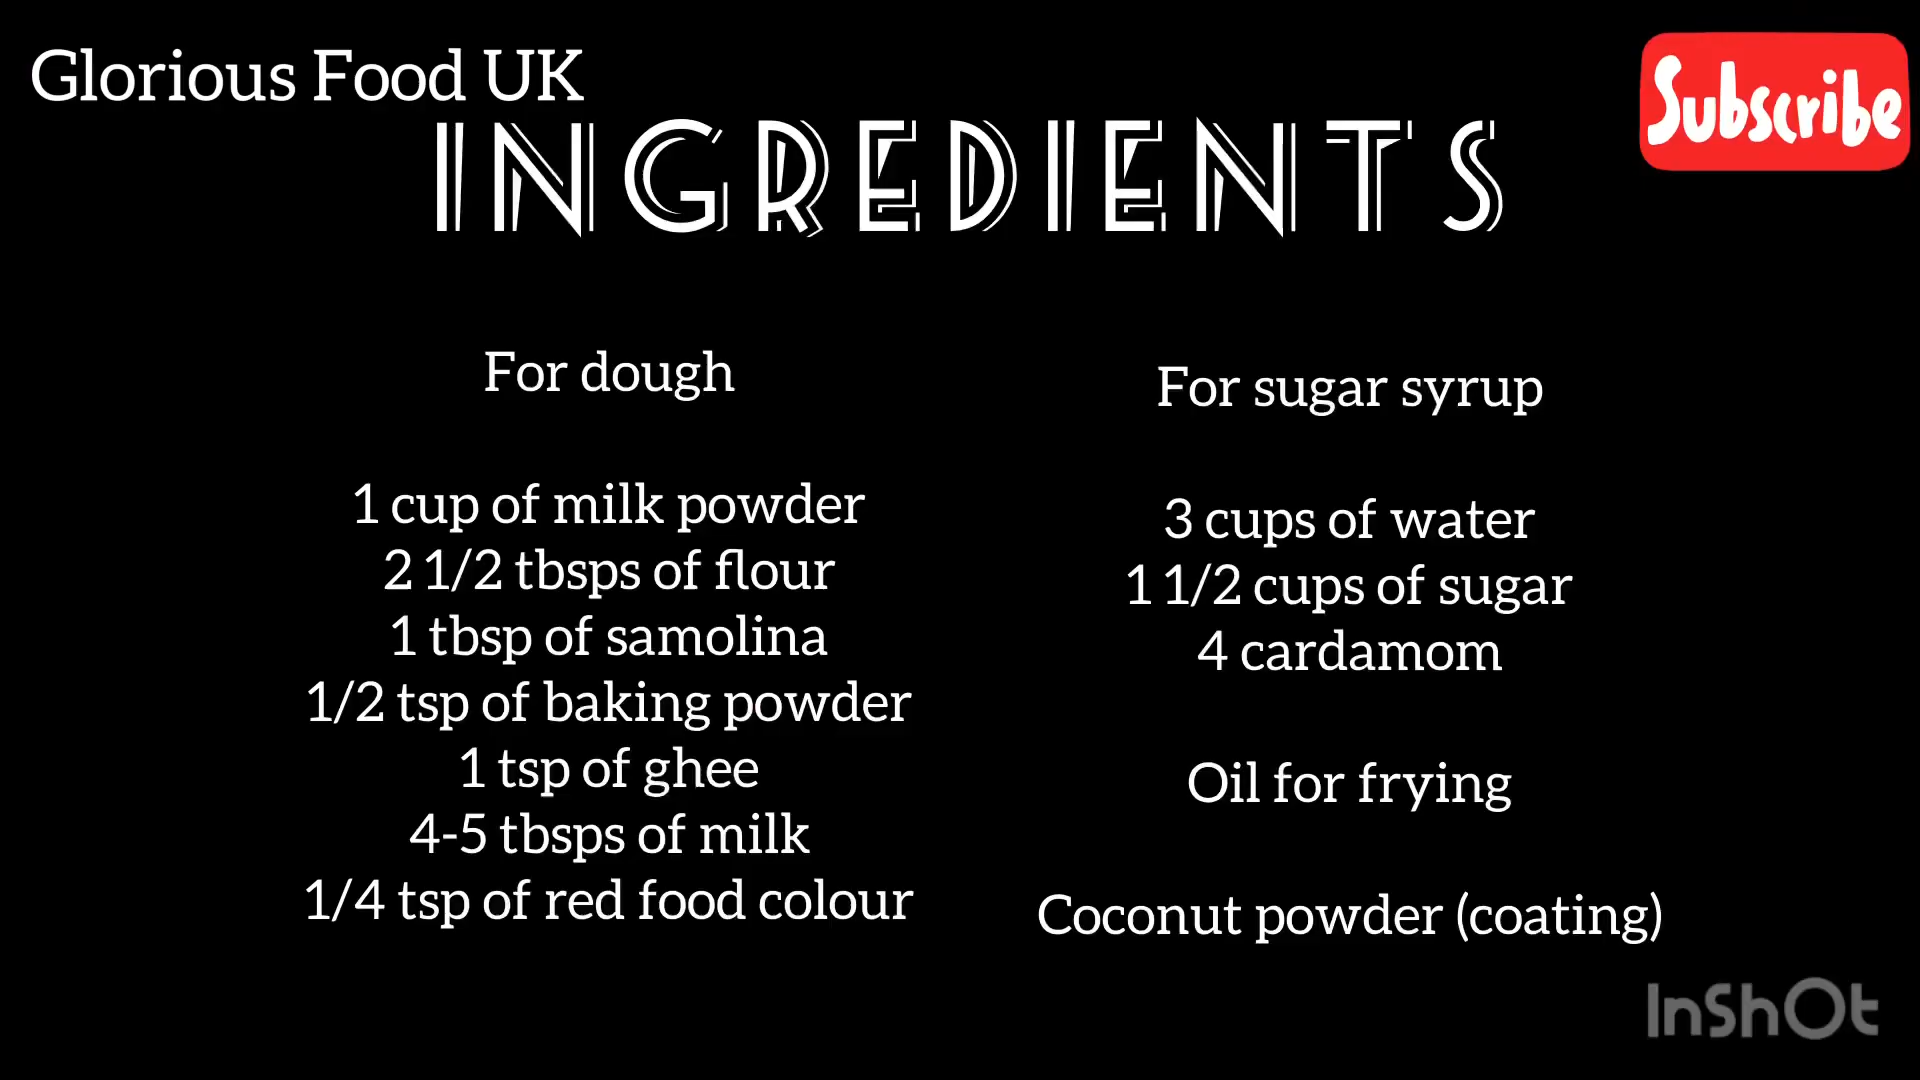 Glorious Food UK
Subscribe
INGREDIENTS
For dough
1 cup of milk powder
2 1/2 tbsps of flour
1 tbsp of samolina
1/2 tsp of baking powder
1 tsp of ghee
4-5 tbsps of milk
1/4 tsp of red food colour
For sugar syrup
3 cups of water
1 1/2 cups of sugar
4 cardamom
Oil for frying
Coconut powder (coating)
InShOt